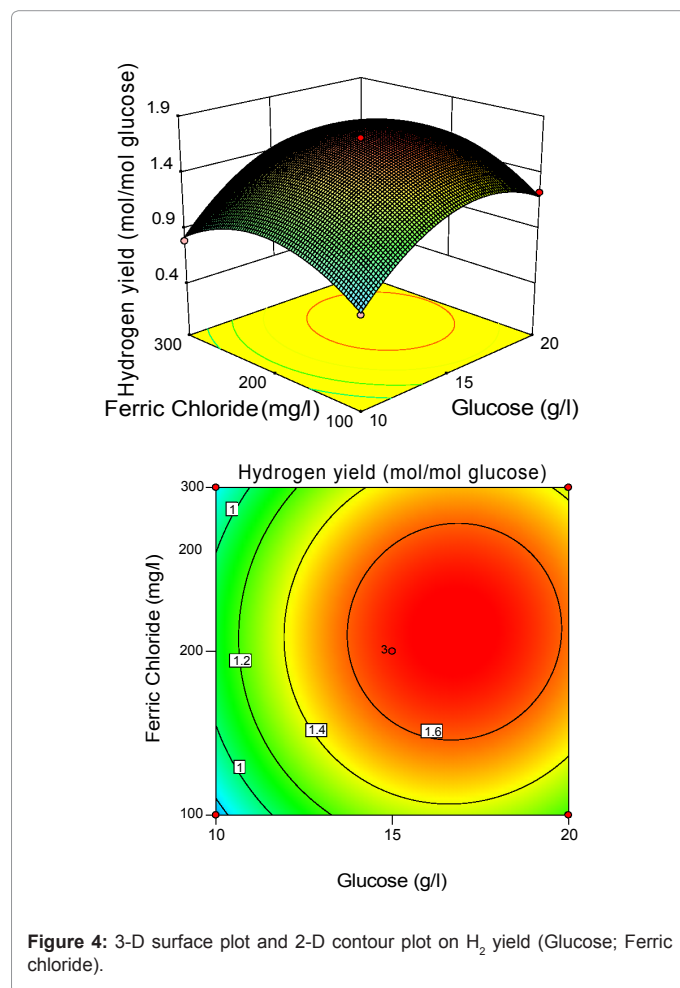 Hydrogen yield (mol/mol glucose)
1.9
1.4
0.9
0.4
300
200
100
Ferric Chloride (mg/l)
10
15
20
Glucose (g/l)
Hydrogen yield (mol/mol glucose)
Ferric Chloride (mg/l)
300
200
200
100
1
1.2
1.4
1.6
1
3
10
15
20
Glucose (g/l)
Figure 4: 3-D surface plot and 2-D contour plot on H2 yield (Glucose; Ferric
chloride).